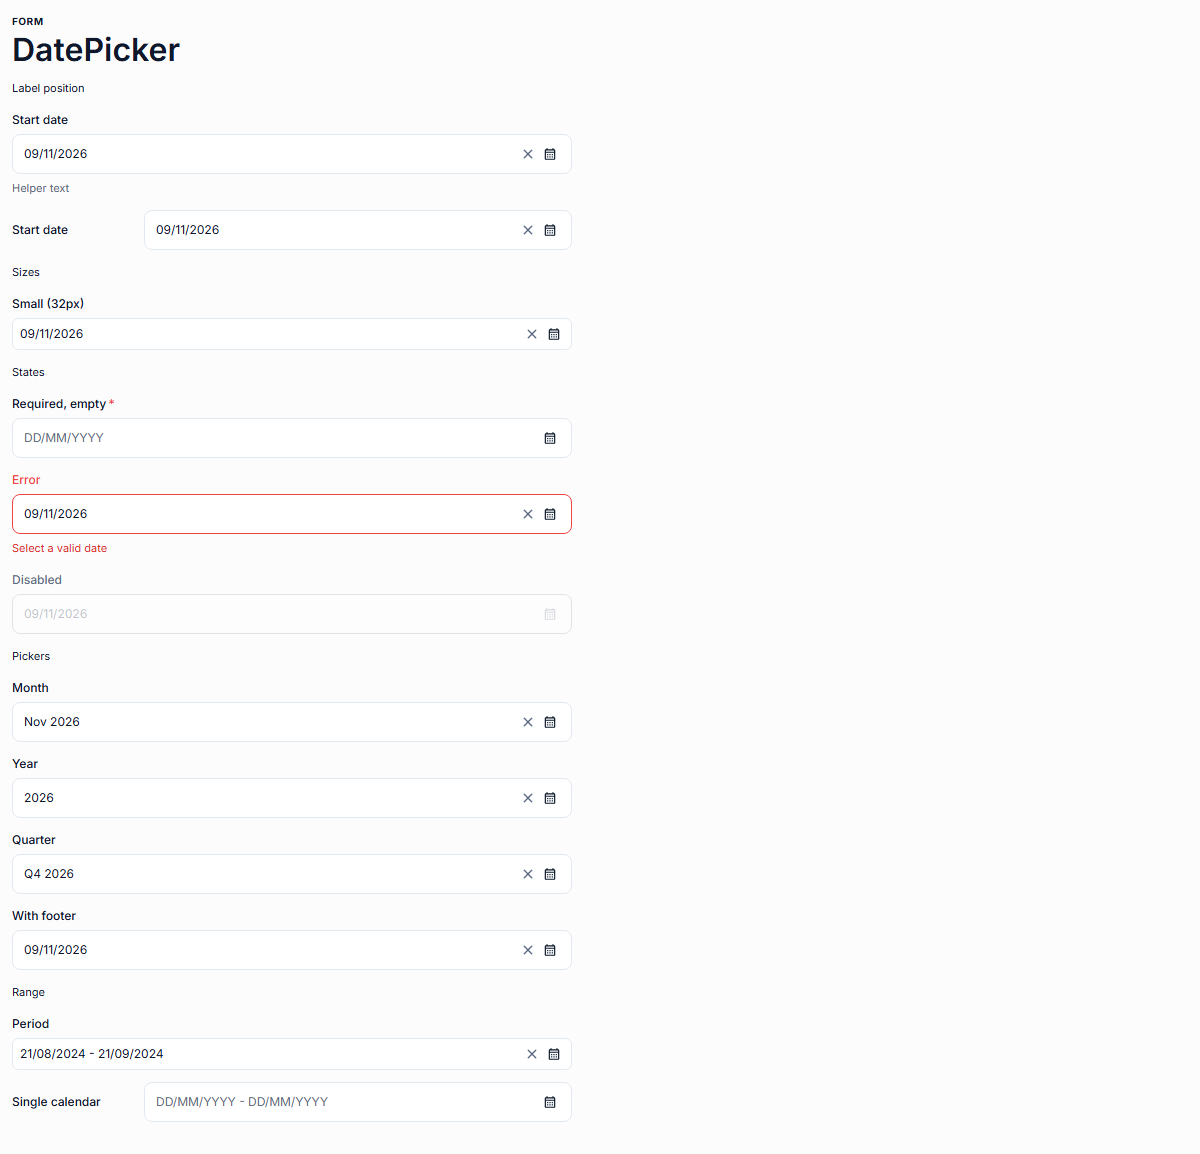 FORM
DatePicker
Label position
Start date
09/11/2026
Helper text
Start date
09/11/2026
Sizes
Small (32px)
09/11/2026
States
Required, empty *
DD/MM/YYYY
Error
09/11/2026
Select a valid date
Disabled
09/11/2026
Pickers
Month
Nov 2026
Year
2026
Quarter
Q4 2026
With footer
09/11/2026
Range
Period
21/08/2024 - 21/09/2024
Single calendar
DD/MM/YYYY - DD/MM/YYYY